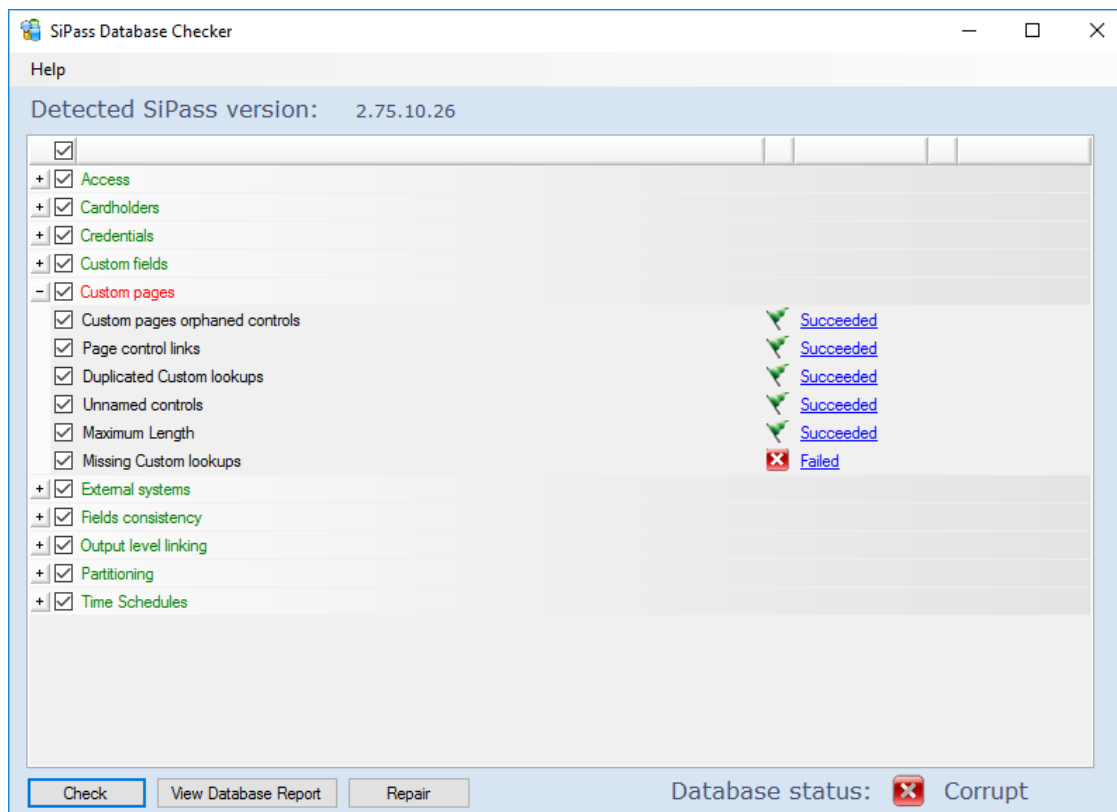 SiPass Database Checker
Help
Detected SiPass version: 2.75.10.26
Access
Cardholders
Credentials
Custom fields
Custom pages
Custom pages orphaned controls Succeeded
Page control links Succeeded
Duplicated Custom lookups Succeeded
Unnamed controls Succeeded
Maximum Length Succeeded
Missing Custom lookups Failed
External systems
Fields consistency
Output level linking
Partitioning
Time Schedules
Check View Database Report Repair Database status: Corrupt